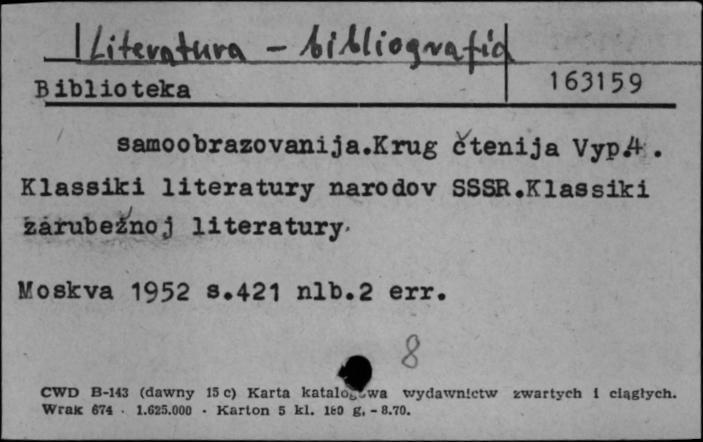 Literatura - bibliografia
Biblioteka 163159
samoobrazovanija.Krug čtenija Vyp.4.
Klassiki literatury narodov SSSR.Klassiki
zarubežnoj literatury.
Moskva 1952 s.421 nlb.2 err.
8
CWD B-143 (dawny 15 c) Karta katalogowa wydawnictw zwartych i ciągłych.
Wrak 674 · 1.625.000 · Karton 5 kl. 180 g. - 8.70.